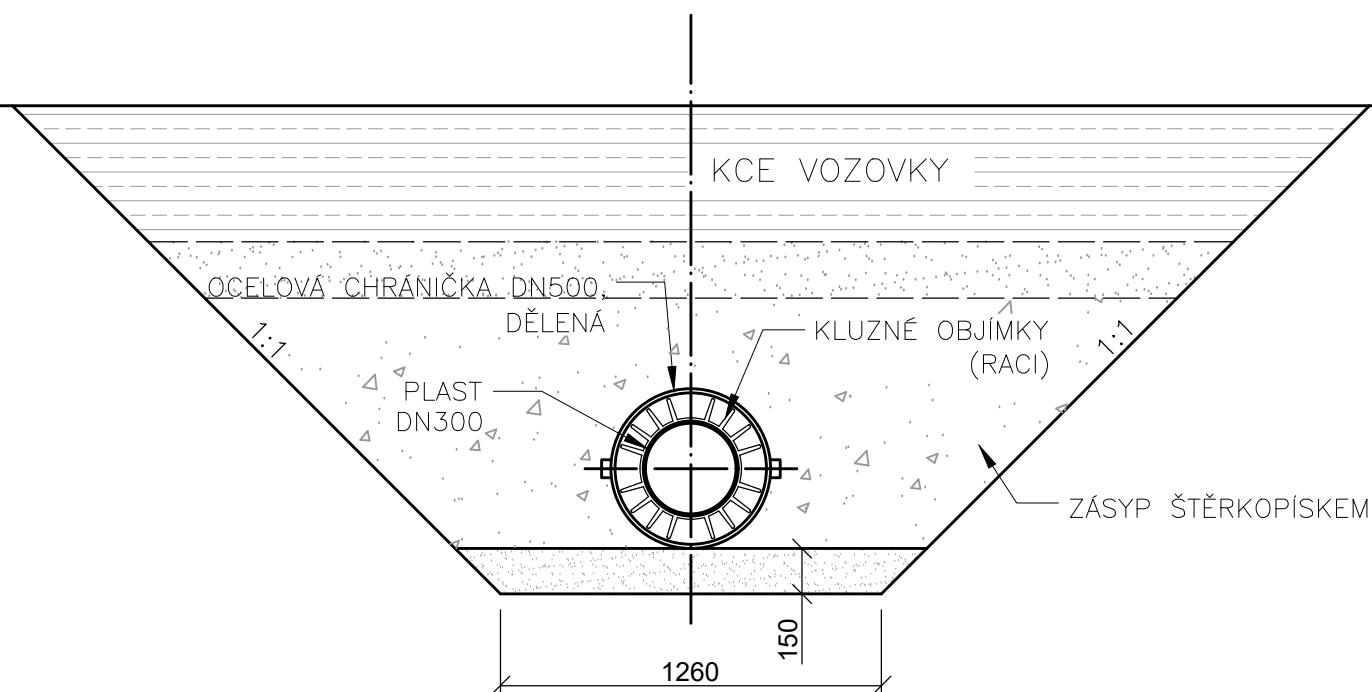 KCE VOZOVKY
OCELOVÁ CHRÁNIČKA DN500,
DĚLENÁ
1:1
KLUZNÉ OBJÍMKY
(RACI)
1:1
PLAST
DN300
ZÁSYP ŠTĚRKOPÍSKEM
150
1260